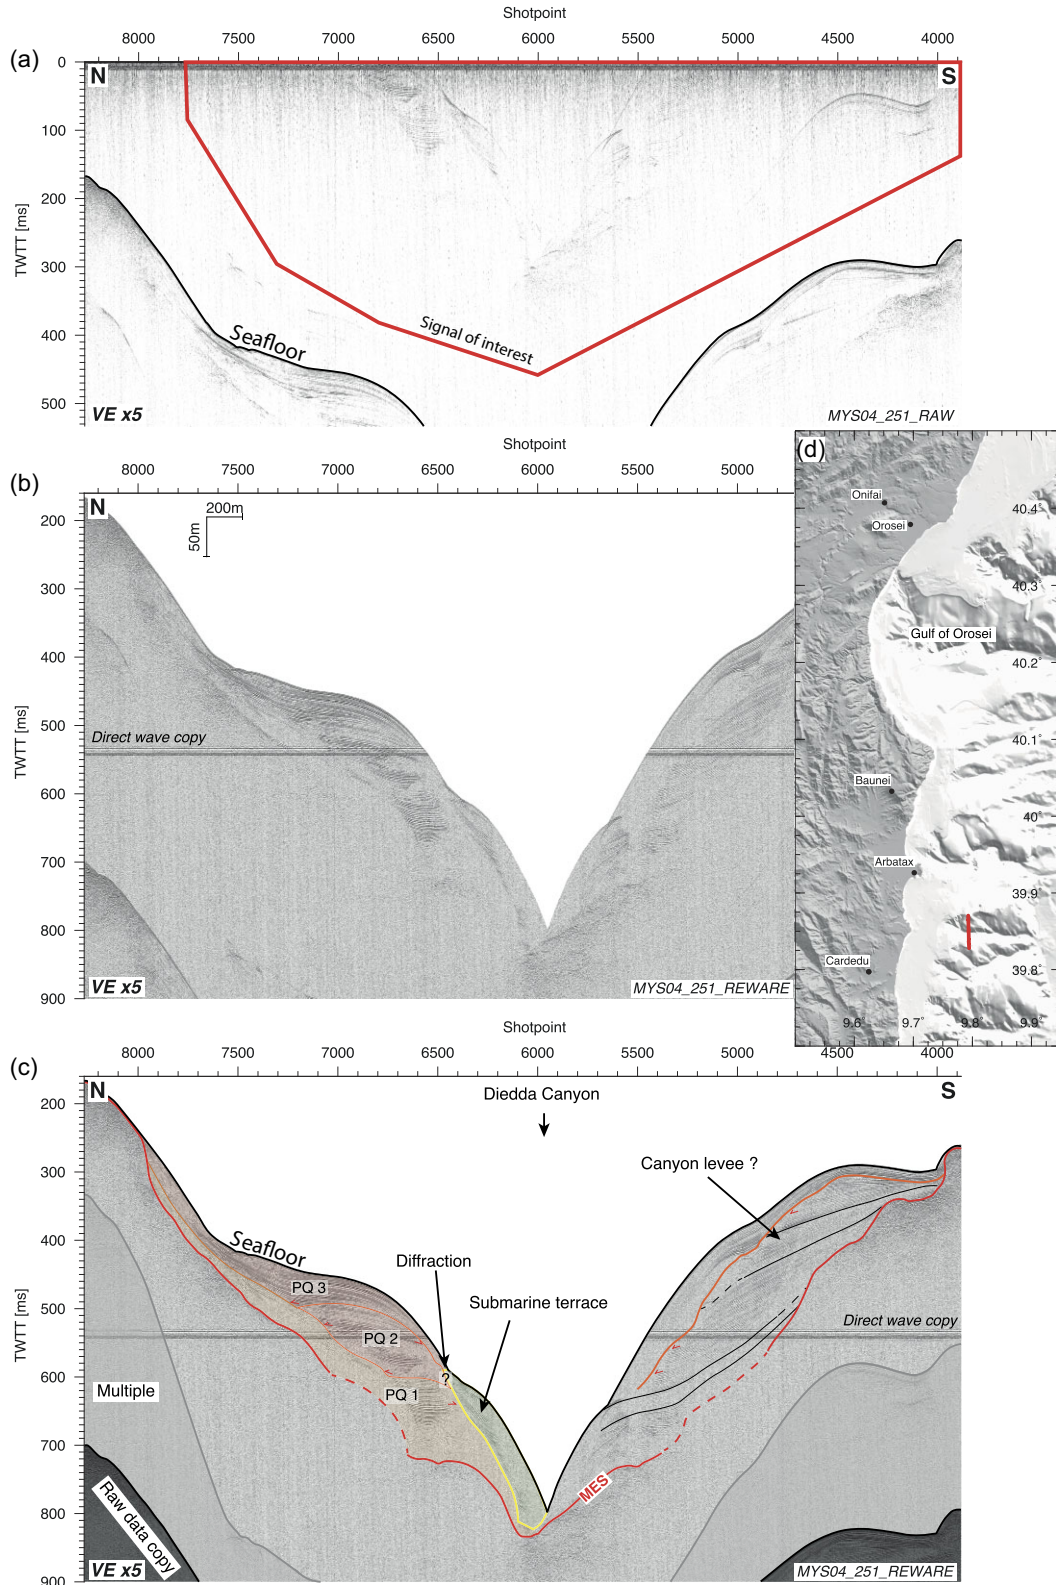 Shotpoint
(a)
8000 7500 7000 6500 6000 5500 5000 4500 4000
N
S
0
100
200
300
400
500
TWTT [ms]
Signal of interest
Seafloor
VE x5
MYS04_251_RAW
Shotpoint
(b)
8000 7500 7000 6500 6000 5500 5000
N
200m
50m
200
300
400
500
600
700
800
900
TWTT [ms]
Direct wave copy
VE x5
MYS04_251_REWARE
(d)
Onifai
Orosei
40.4°
40.3°
Gulf of Orosei
40.2°
40.1°
Baunei
40°
Arbatax
39.9°
Cardedu
39.8°
9.6° 9.7° 9.8° 9.9°
Shotpoint
(c)
8000 7500 7000 6500 6000 5500 5000 4500 4000
N
S
Diedda Canyon
200
300
400
500
600
700
800
900
TWTT [ms]
Canyon levee ?
Seafloor
Diffraction
PQ 3
Submarine terrace
Direct wave copy
PQ 2
?
Multiple
PQ 1
MES
Raw data copy
VE x5
MYS04_251_REWARE